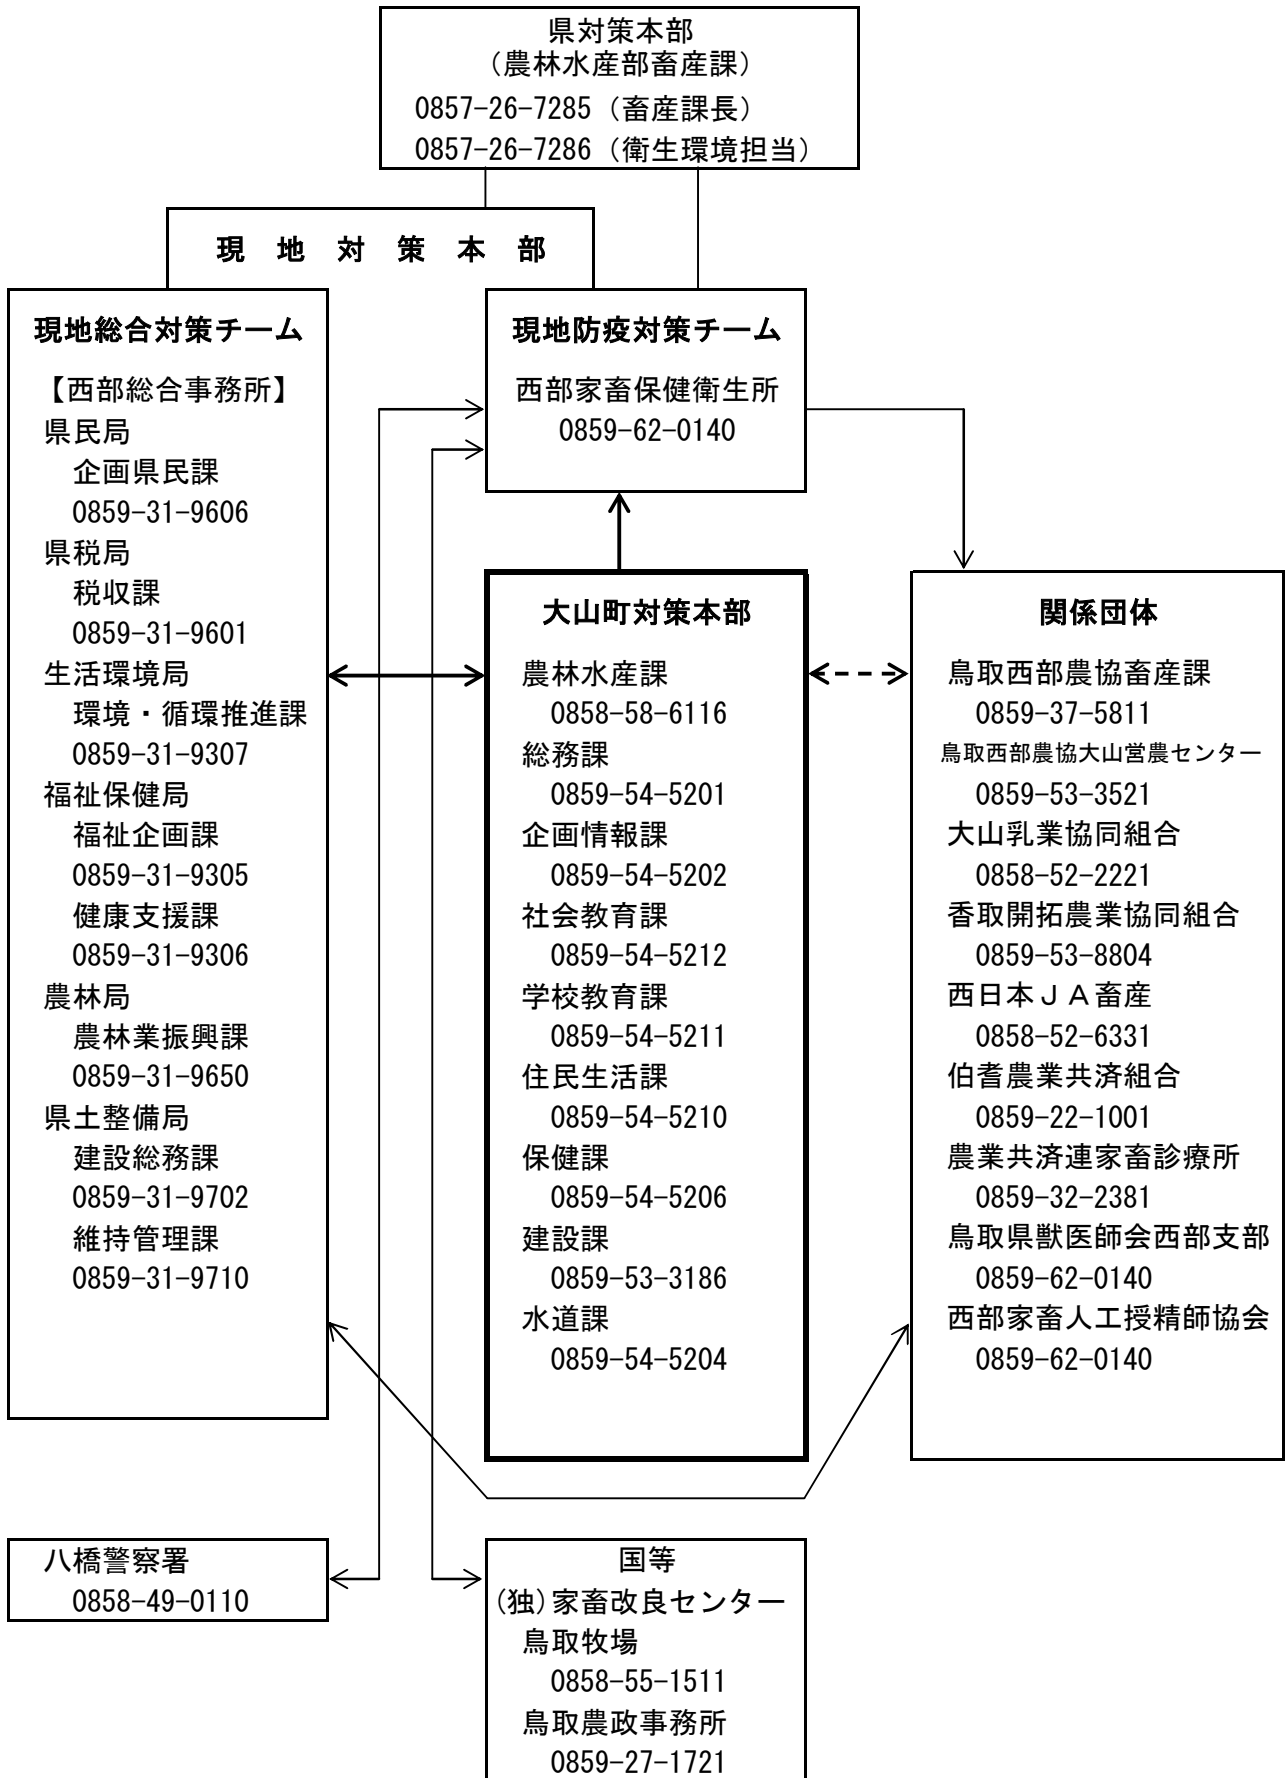 県対策本部
（農林水産部畜産課）
0857-26-7285（畜産課長）
0857-26-7286（衛生環境担当）
現地対策本部
現地総合対策チーム
【西部総合事務所】
県民局
企画県民課
0859-31-9606
県税局
税収課
0859-31-9601
生活環境局
環境・循環推進課
0859-31-9307
福祉保健局
福祉企画課
0859-31-9305
健康支援課
0859-31-9306
農林局
農林業振興課
0859-31-9650
県土整備局
建設総務課
0859-31-9702
維持管理課
0859-31-9710
現地防疫対策チーム
西部家畜保健衛生所
0859-62-0140
大山町対策本部
農林水産課
0858-58-6116
総務課
0859-54-5201
企画情報課
0859-54-5202
社会教育課
0859-54-5212
学校教育課
0859-54-5211
住民生活課
0859-54-5210
保健課
0859-54-5206
建設課
0859-53-3186
水道課
0859-54-5204
関係団体
鳥取西部農協畜産課
0859-37-5811
鳥取西部農協大山営農センター
0859-53-3521
大山乳業協同組合
0858-52-2221
香取開拓農業協同組合
0859-53-8804
西日本ＪＡ畜産
0858-52-6331
伯耆農業共済組合
0859-22-1001
農業共済連家畜診療所
0859-32-2381
鳥取県獣医師会西部支部
0859-62-0140
西部家畜人工授精師協会
0859-62-0140
八橋警察署
0858-49-0110
国等
(独)家畜改良センター
鳥取牧場
0858-55-1511
鳥取農政事務所
0859-27-1721